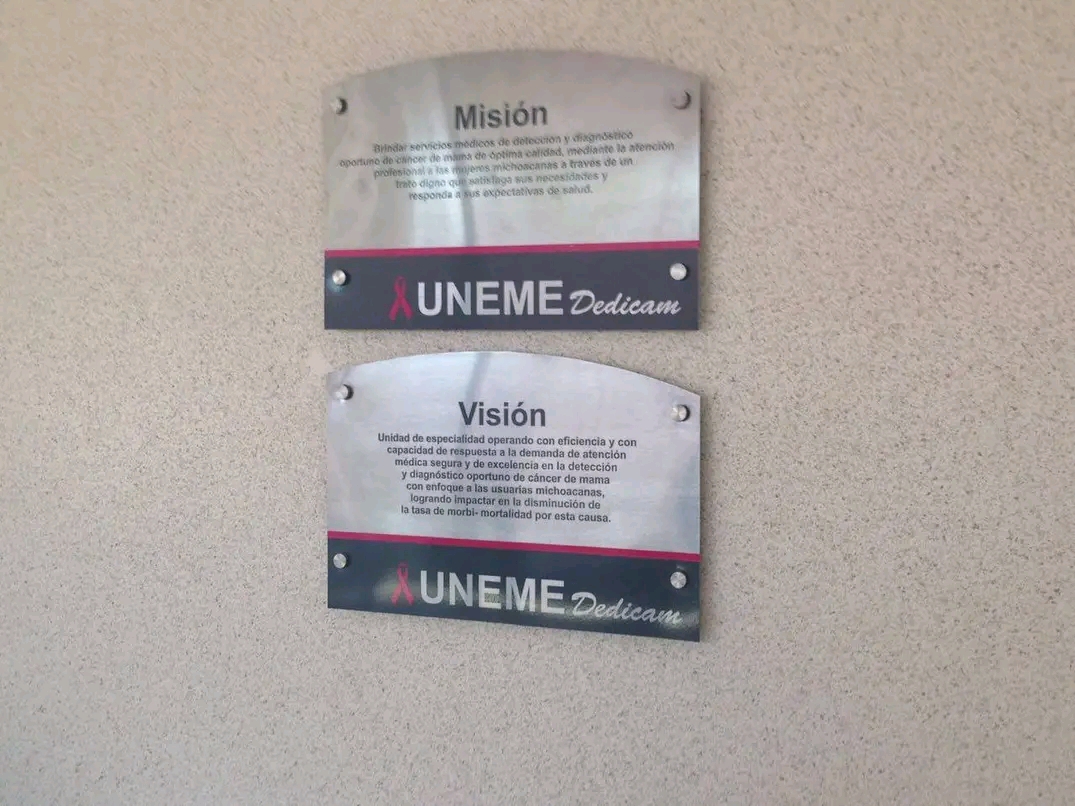 Misión
Brindar servicios médicos de detección y diagnóstico
oportuno de cáncer de mama de óptima calidad, mediante la atención
profesional a las mujeres michoacanas a través de un
trato digno que satisfaga sus necesidades y
responda a sus expectativas de salud.
UNEME Dedicam
Visión
Unidad de especialidad operando con eficiencia y con
capacidad de respuesta a la demanda de atención
médica segura y de excelencia en la detección
y diagnóstico oportuno de cáncer de mama
con enfoque a las usuarias michoacanas,
logrando impactar en la disminución de
la tasa de morbi- mortalidad por esta causa.
UNEME Dedicam